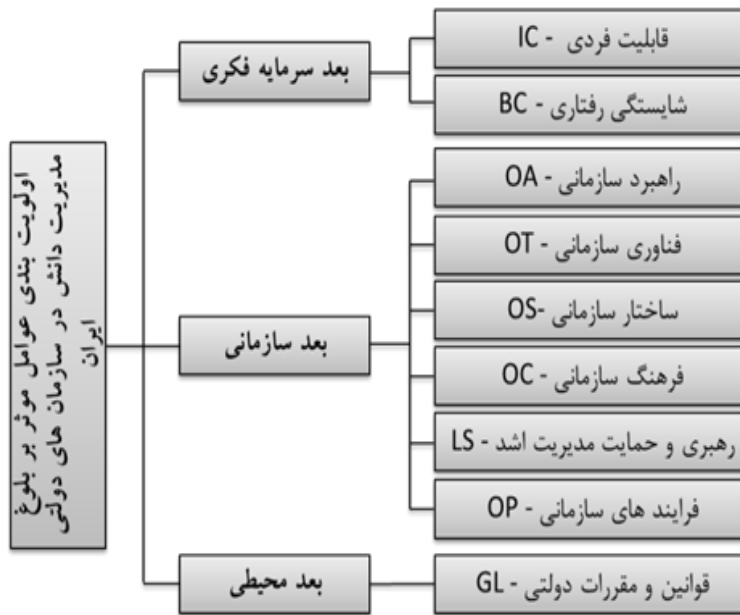 اولویت بندی عوامل موثر بر بلوغ
مدیریت دانش در سازمان های دولتی
ایران
بعد سرمایه فکری
قابلیت فردی - IC
شایستگی رفتاری - BC
بعد سازمانی
راهبرد سازمانی - OA
فناوری سازمانی - OT
ساختار سازمانی -OS
فرهنگ سازمانی - OC
رهبری و حمایت مدیریت اشد - LS
فرایند های سازمانی - OP
بعد محیطی
قوانین و مقررات دولتی - GL